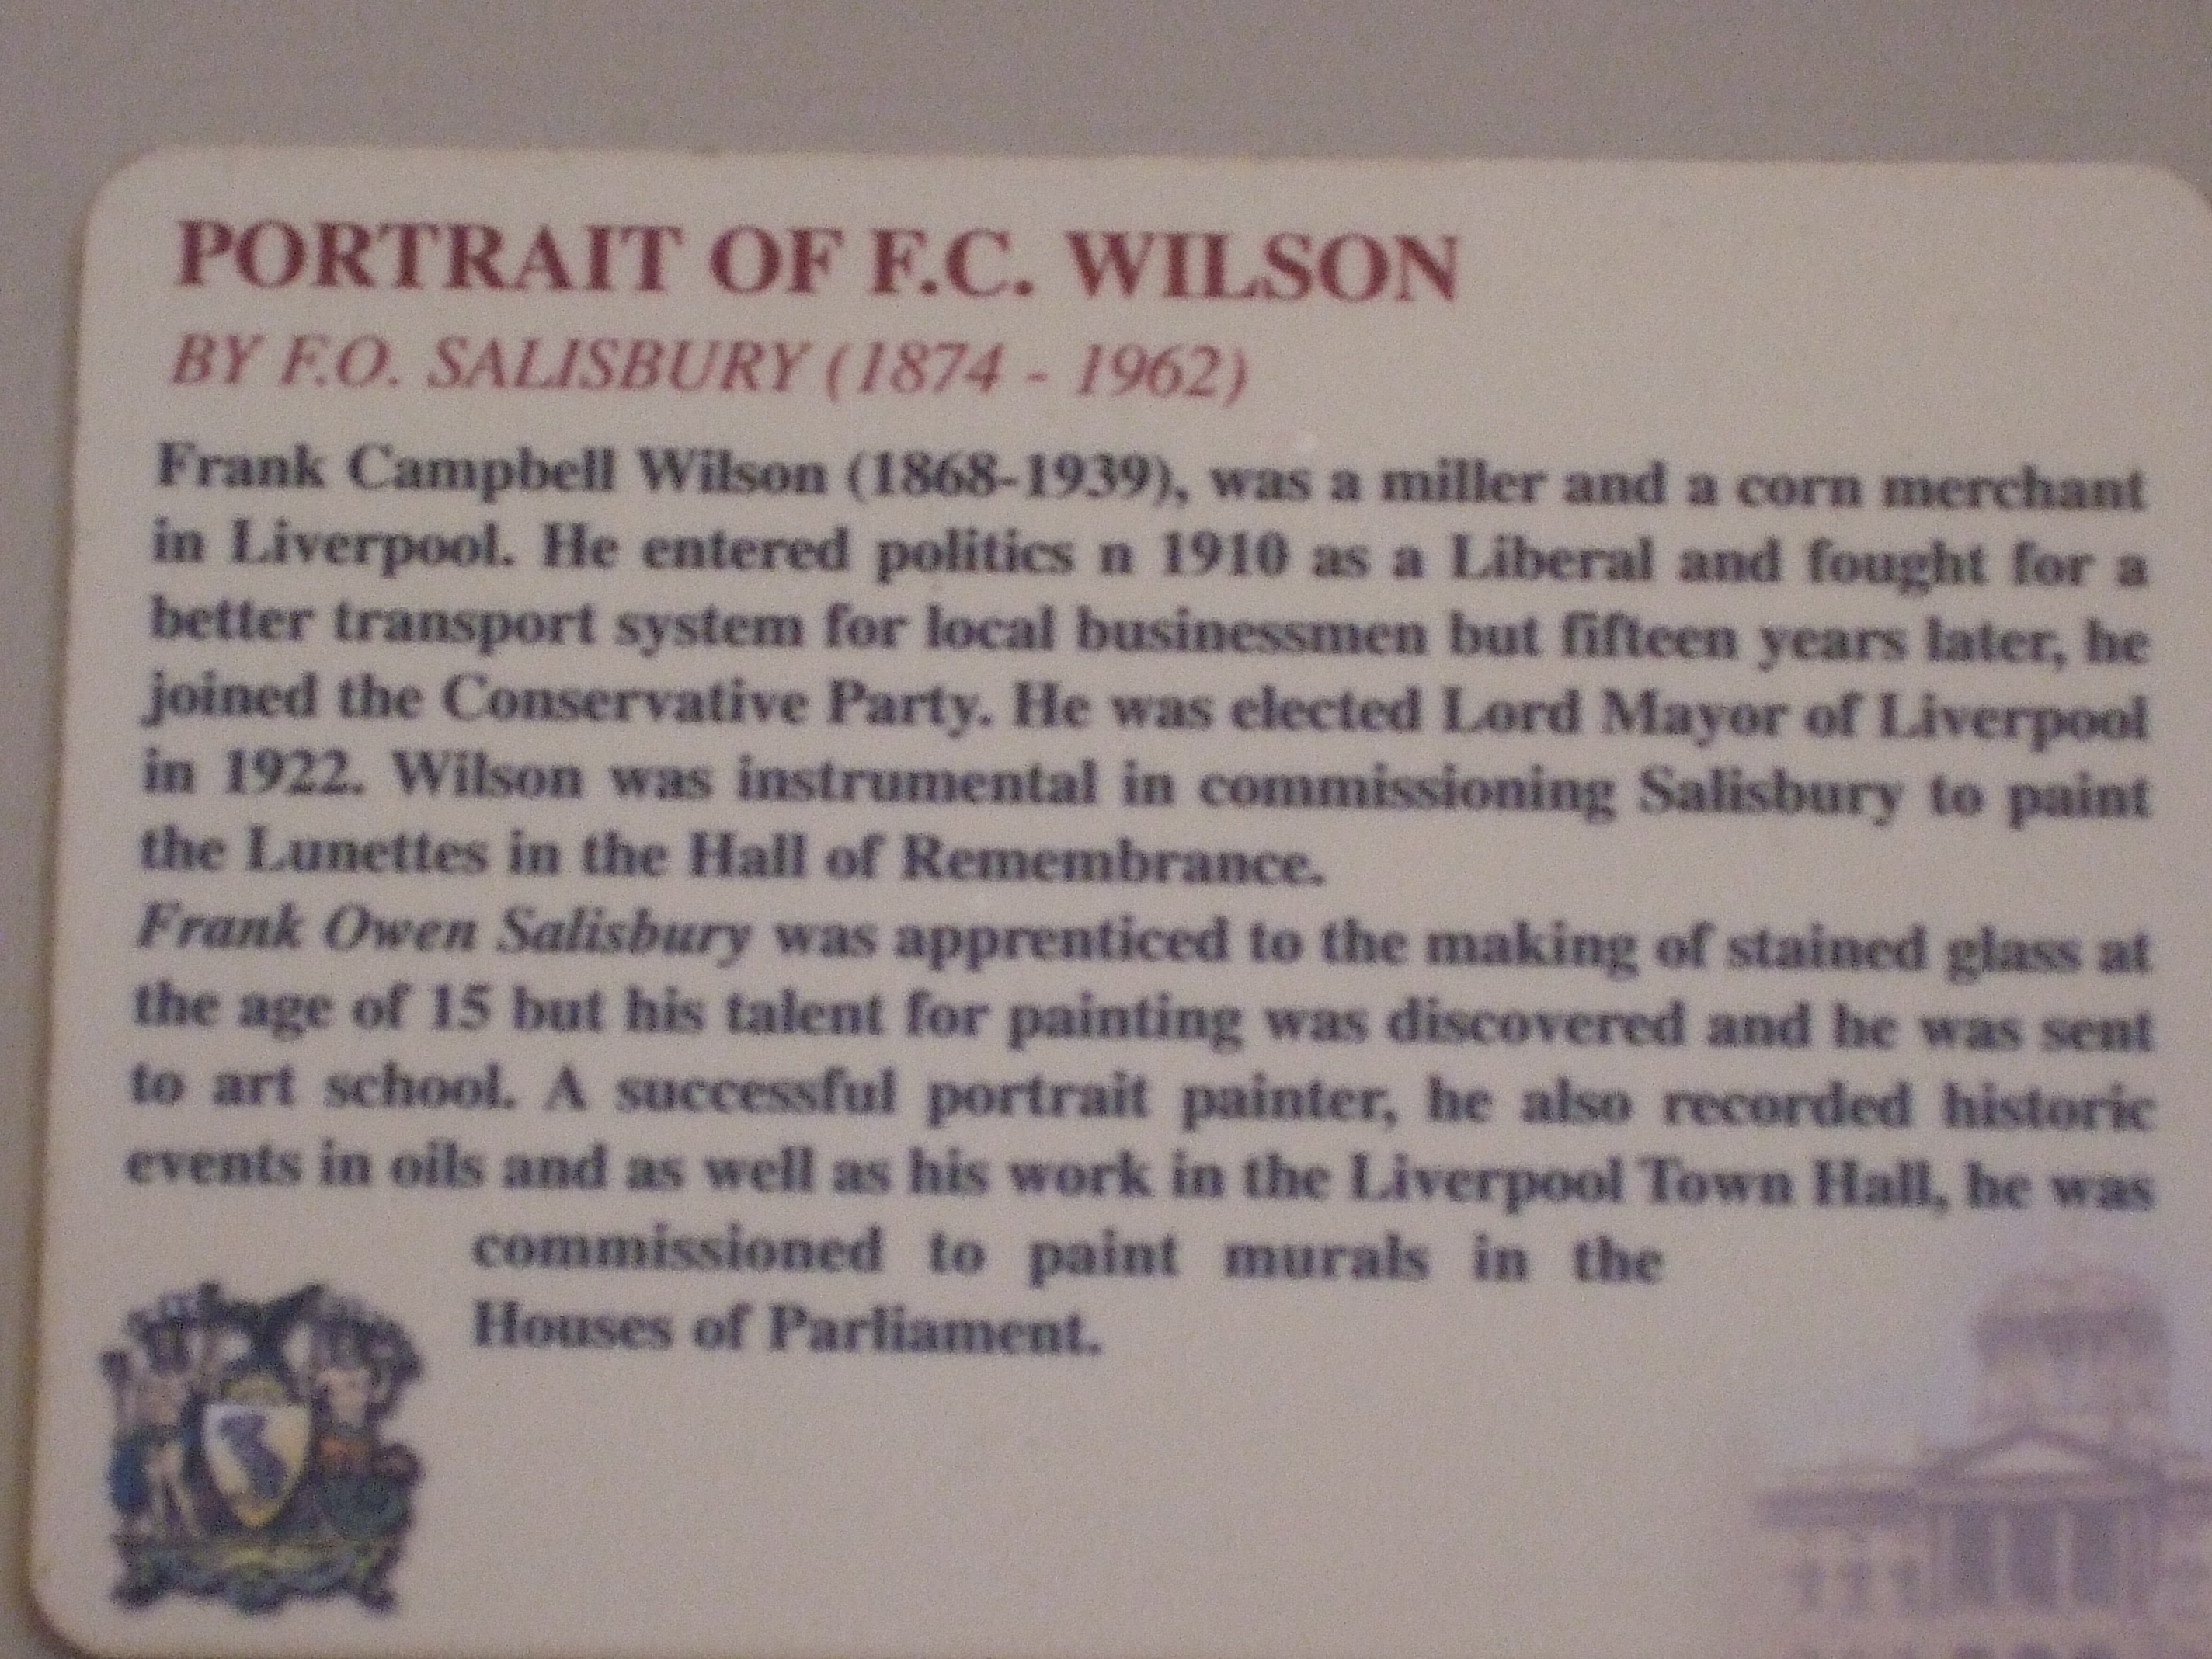 PORTRAIT OF F.C. WILSON
BY F.O. SALISBURY (1874 - 1962)
Frank Campbell Wilson (1868-1939), was a miller and a corn merchant
in Liverpool. He entered politics n 1910 as a Liberal and fought for a
better transport system for local businessmen but fifteen years later, he
joined the Conservative Party. He was elected Lord Mayor of Liverpool
in 1922. Wilson was instrumental in commissioning Salisbury to paint
the Lunettes in the Hall of Remembrance.
Frank Owen Salisbury was apprenticed to the making of stained glass at
the age of 15 but his talent for painting was discovered and he was sent
to art school. A successful portrait painter, he also recorded historic
events in oils and as well as his work in the Liverpool Town Hall, he was
commissioned to paint murals in the
Houses of Parliament.